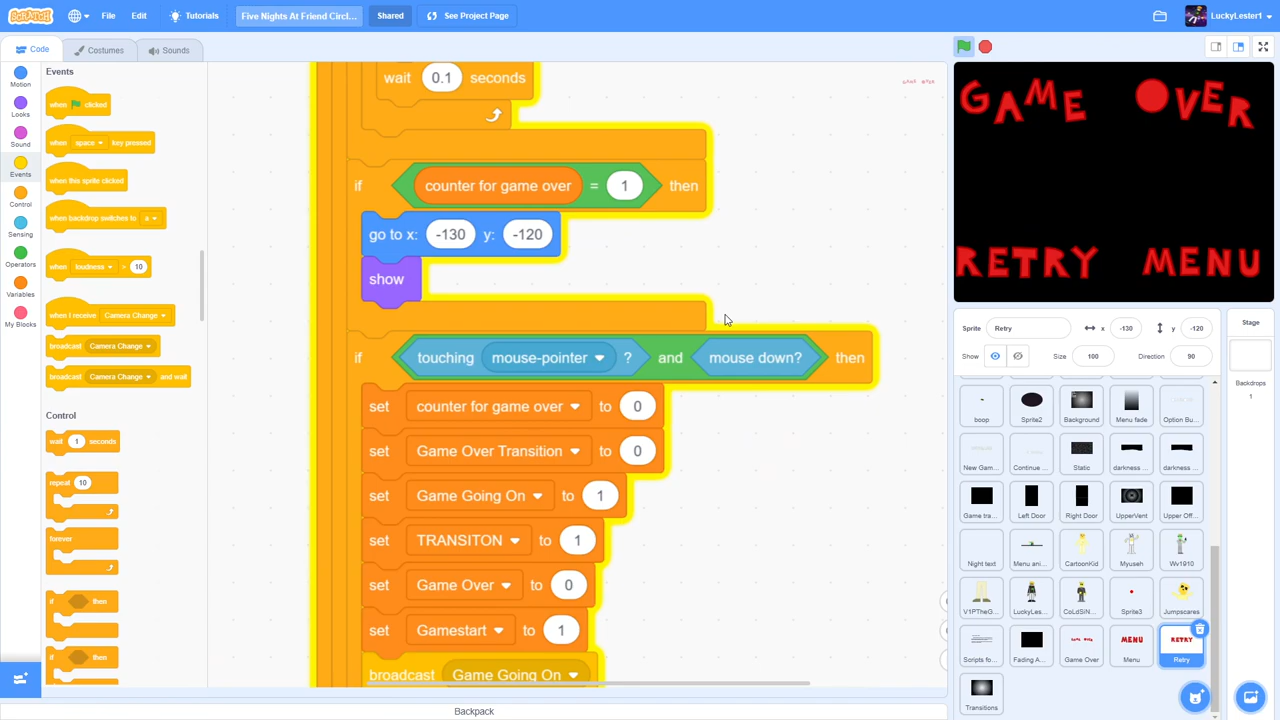 SCRATCH
File
Edit
Tutorials
Five Nights At Friend Circl...
Shared
See Project Page
LuckyLester1
Code
Costumes
Sounds
Motion
Looks
Sound
Events
Control
Sensing
Operators
Variables
My Blocks
Events
when clicked
when space key pressed
when this sprite clicked
when backdrop switches to a
when loudness > 10
when I receive Camera Change
broadcast Camera Change
broadcast Camera Change and wait
Control
wait 1 seconds
repeat 10
forever
if then
if then
wait 0.1 seconds
if counter for game over = 1 then
go to x: -130 y: -120
show
if touching mouse-pointer ? and mouse down? then
set counter for game over to 0
set Game Over Transition to 0
set Game Going On to 1
set TRANSITON to 1
set Game Over to 0
set Gamestart to 1
broadcast Game Going On
GAME OVER
GAME OVER
RETRY MENU
Sprite Retry x -130 y -120
Show Size 100 Direction 90
Stage
Backdrops
1
boop Sprite2 Background Menu fade Option Bu...
New Gam... Continue ... Static darkness ... darkness ...
Game tra... Left Door Right Door UpperVent Upper Off...
Night text Menu ani... CartoonKid Myuseh Wv1910
V1PTheG... LuckyLes... CoLdSiN... Sprite3 Jumpscares
GAME OVER MENU RETRY
Scripts fo... Fading A... Game Over Menu Retry
Transitions
Backpack